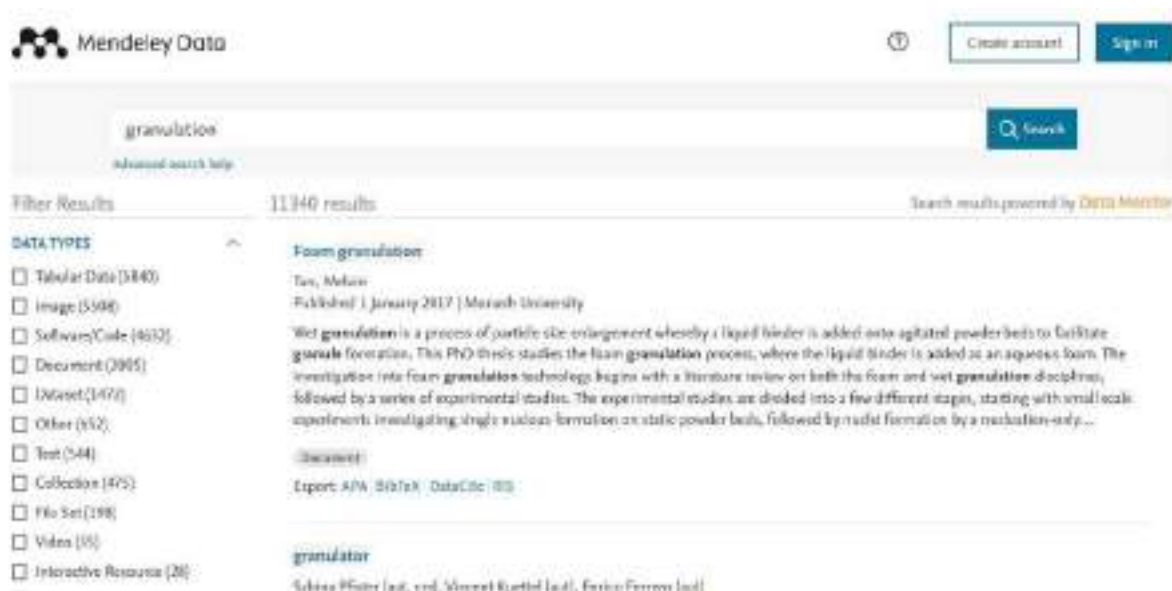 Mendeley Data
Create account
Sign in
granulation
Search
Advanced search help
Filter Results
11340 results
Search results powered by Data Monitor
DATA TYPES
Tabular Data (5840)
Image (5508)
Software/Code (4632)
Document (2005)
Dataset (1472)
Other (652)
Text (544)
Collection (475)
File Set (198)
Video (35)
Interactive Resource (28)
Foam granulation
Tan, Melvin
Published 1 January 2017 | Monash University
Wet granulation is a process of particle size enlargement whereby a liquid binder is added onto agitated powder beds to facilitate
granule formation. This PhD thesis studies the foam granulation process, where the liquid binder is added as an aqueous foam. The
investigation into foam granulation technology begins with a literature review on both the foam and wet granulation disciplines,
followed by a series of experimental studies. The experimental studies are divided into a few different stages, starting with small scale
experiments investigating single nucleus formation on static powder beds, followed by nuclei formation by a nucleation-only...
Document
Export: APA BibTeX DataCite RIS
granulator
[aut, Vincent [aut], Enrico Ferrero [aut]